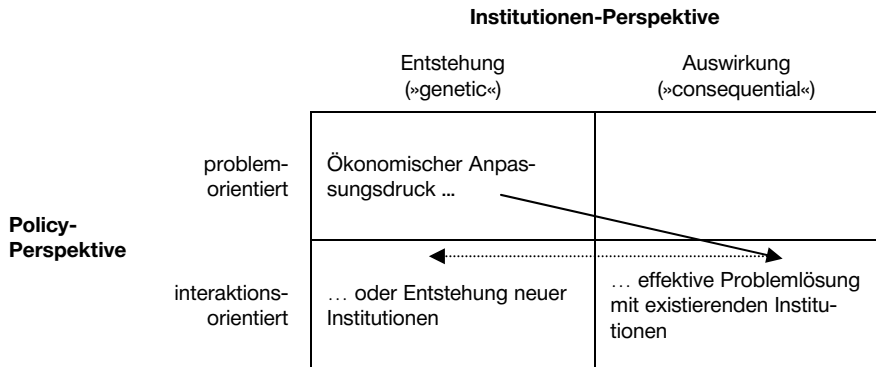 Institutionen-Perspektive
Entstehung
(»genetic«)
Auswirkung
(»consequential«)
problem-
orientiert
Ökonomischer Anpas-
sungsdruck ...
Policy-
Perspektive
interaktions-
orientiert
… oder Entstehung neuer
Institutionen
… effektive Problemlösung
mit existierenden Institu-
tionen